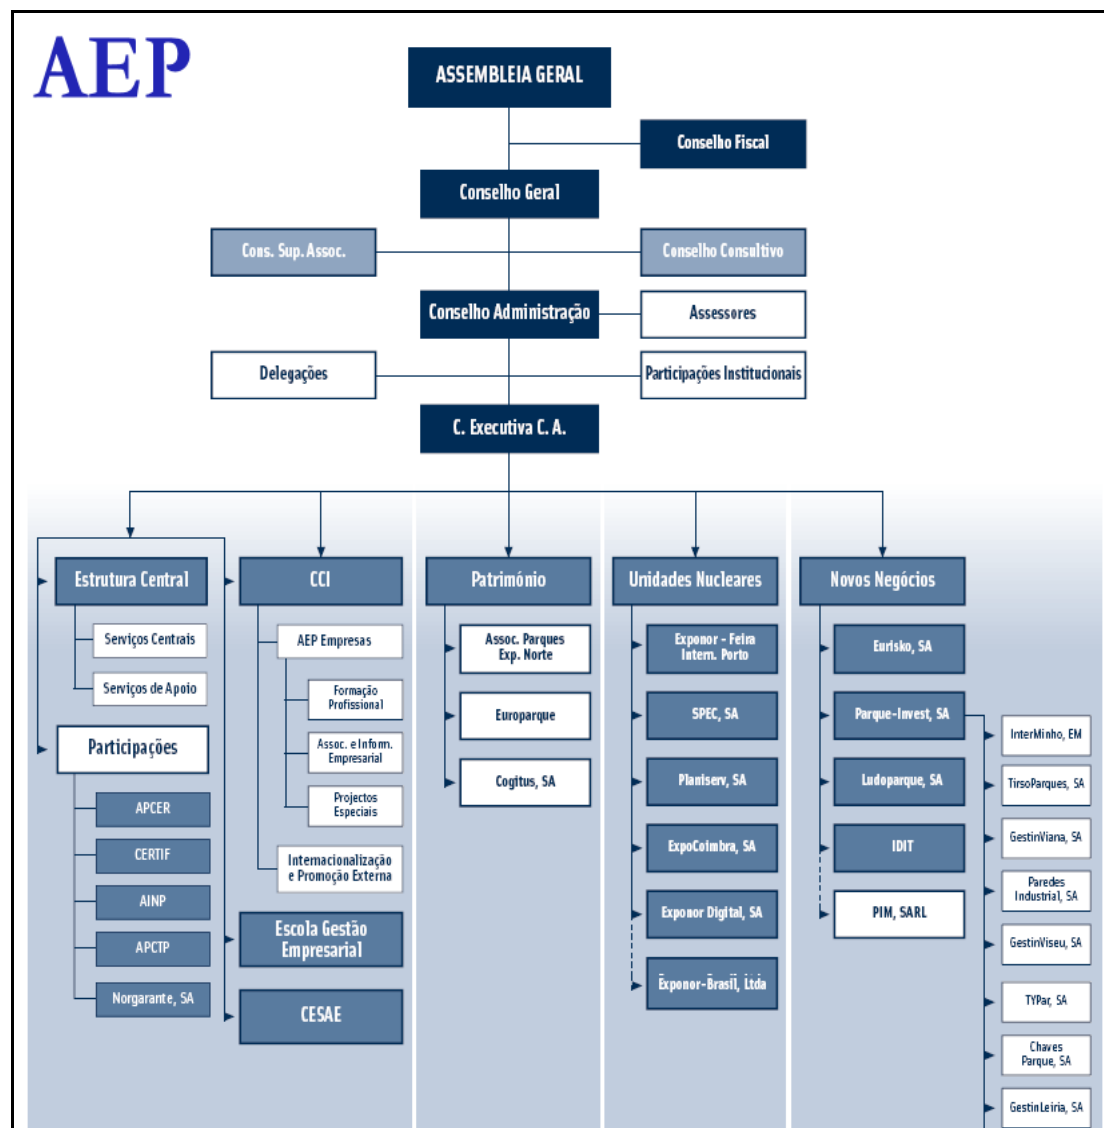 AEP
ASSEMBLEIA GERAL
Conselho Fiscal
Conselho Geral
Cons. Sup. Assoc.
Conselho Consultivo
Conselho Administração
Assessores
Delegações
Participações Institucionais
C. Executiva C. A.
Estrutura Central
Serviços Centrais
Serviços de Apoio
Participações
APCER
CERTIF
AINP
APCTP
Norgarante, SA
CCI
AEP Empresas
Formação
Profissional
Assoc. e Inform.
Empresarial
Projectos
Especiais
Internacionalização
e Promoção Externa
Escola Gestão
Empresarial
CESAE
Património
Assoc. Parques
Exp. Norte
Europarque
Cogitus, SA
Unidades Nucleares
Exponor - Feira
Intern. Porto
SPEC, SA
Planiserv, SA
ExpoCoimbra, SA
Exponor Digital, SA
Exponor-Brasil, Ltda
Novos Negócios
Eurisko, SA
Parque-Invest, SA
Ludoparque, SA
IDIT
PIM, SARL
InterMinho, EM
TirsoParques, SA
GestinViana, SA
Paredes
Industrial, SA
GestinViseu, SA
TYPar, SA
Chaves
Parque, SA
GestinLeiria, SA